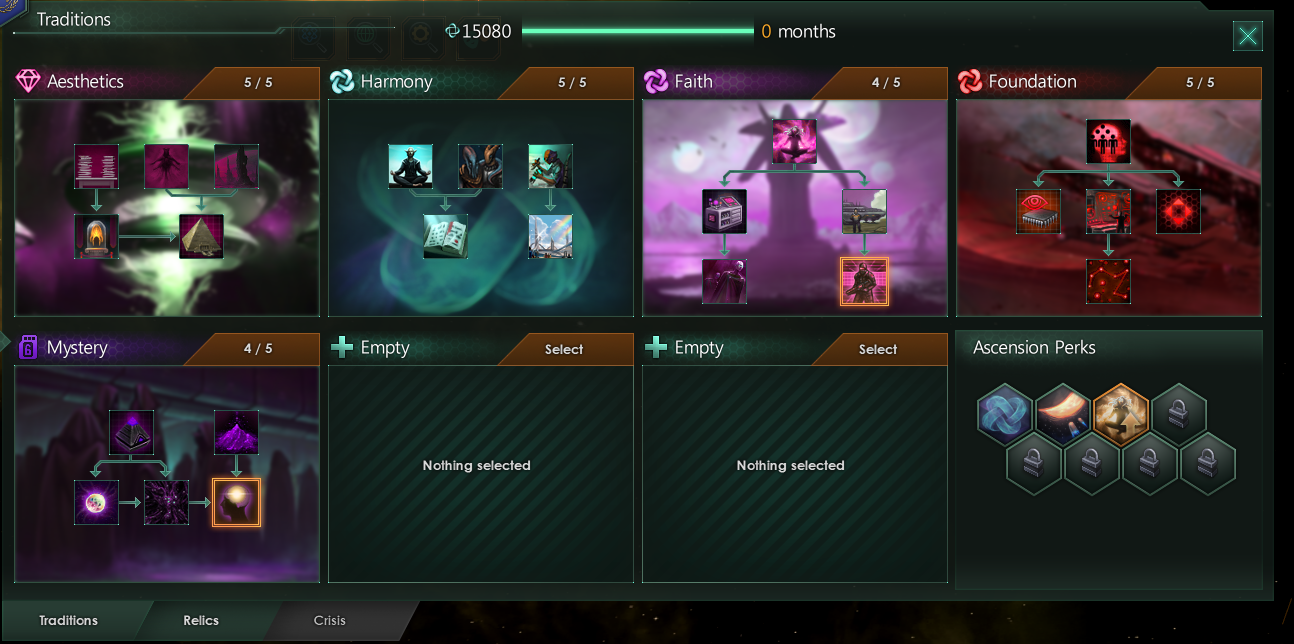 Traditions
15080
0 months
Aesthetics
5 / 5
Harmony
5 / 5
Faith
4 / 5
Foundation
5 / 5
Mystery
4 / 5
Empty
Select
Empty
Select
Ascension Perks
Nothing selected
Nothing selected
Traditions
Relics
Crisis